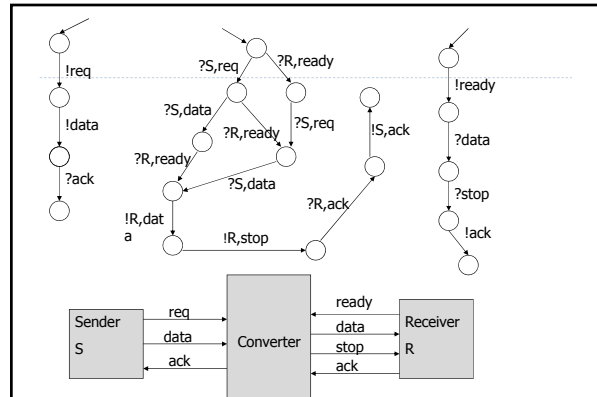 !req
!data
?ack
?S,req
?R,ready
?S,data
?R,ready
?S,req
?R,ready
?S,data
!R,dat
a
!R,stop
?R,ack
!S,ack
!ready
?data
?stop
!ack
Sender
S
req
data
ack
Converter
ready
data
stop
ack
Receiver
R